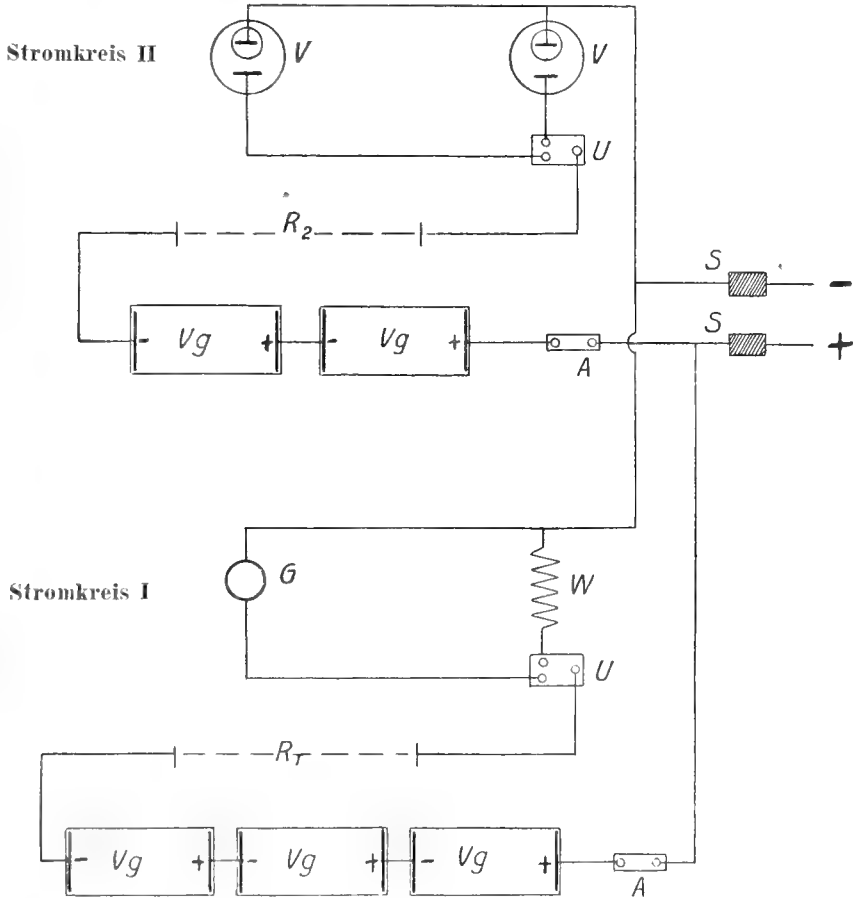 Stromkreis II
V V
U
R2
S -
- Vg + - Vg + S +
A
G
Stromkreis I
W
U
RT
- Vg + - Vg + - Vg +
A